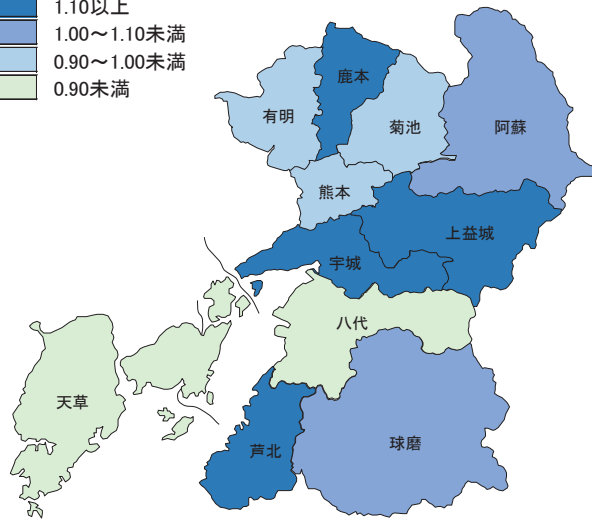 1.10以上
1.00～1.10未満
0.90～1.00未満
0.90未満
鹿本
有明
菊池
阿蘇
熊本
上益城
宇城
八代
天草
球磨
芦北